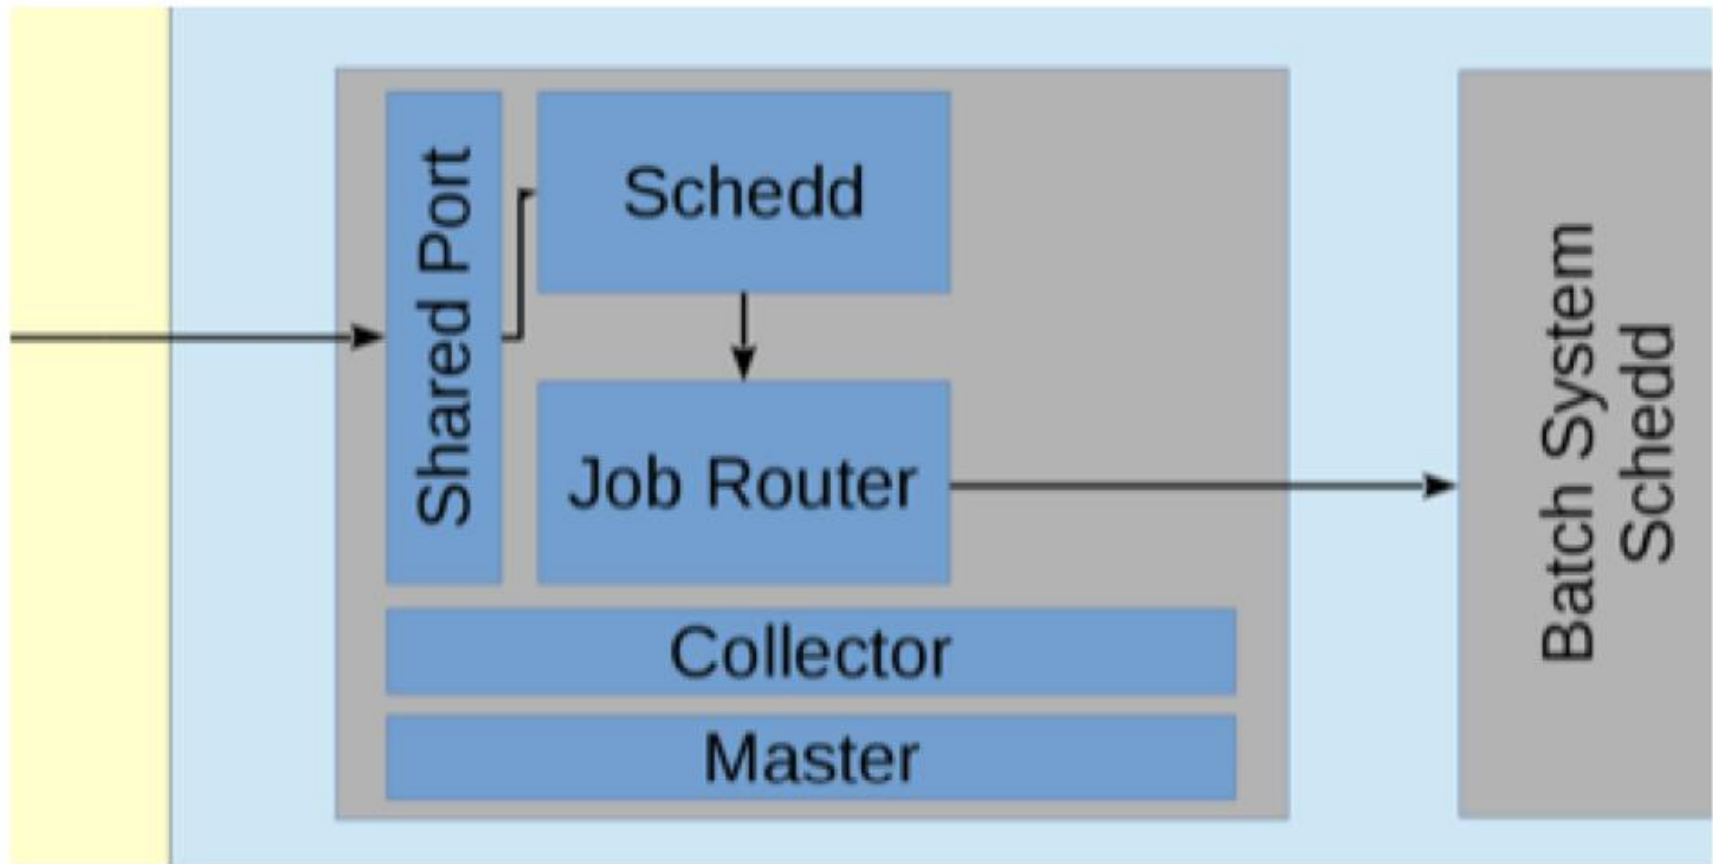 Shared Port
Schedd
Job Router
Collector
Master
Batch System
Schedd